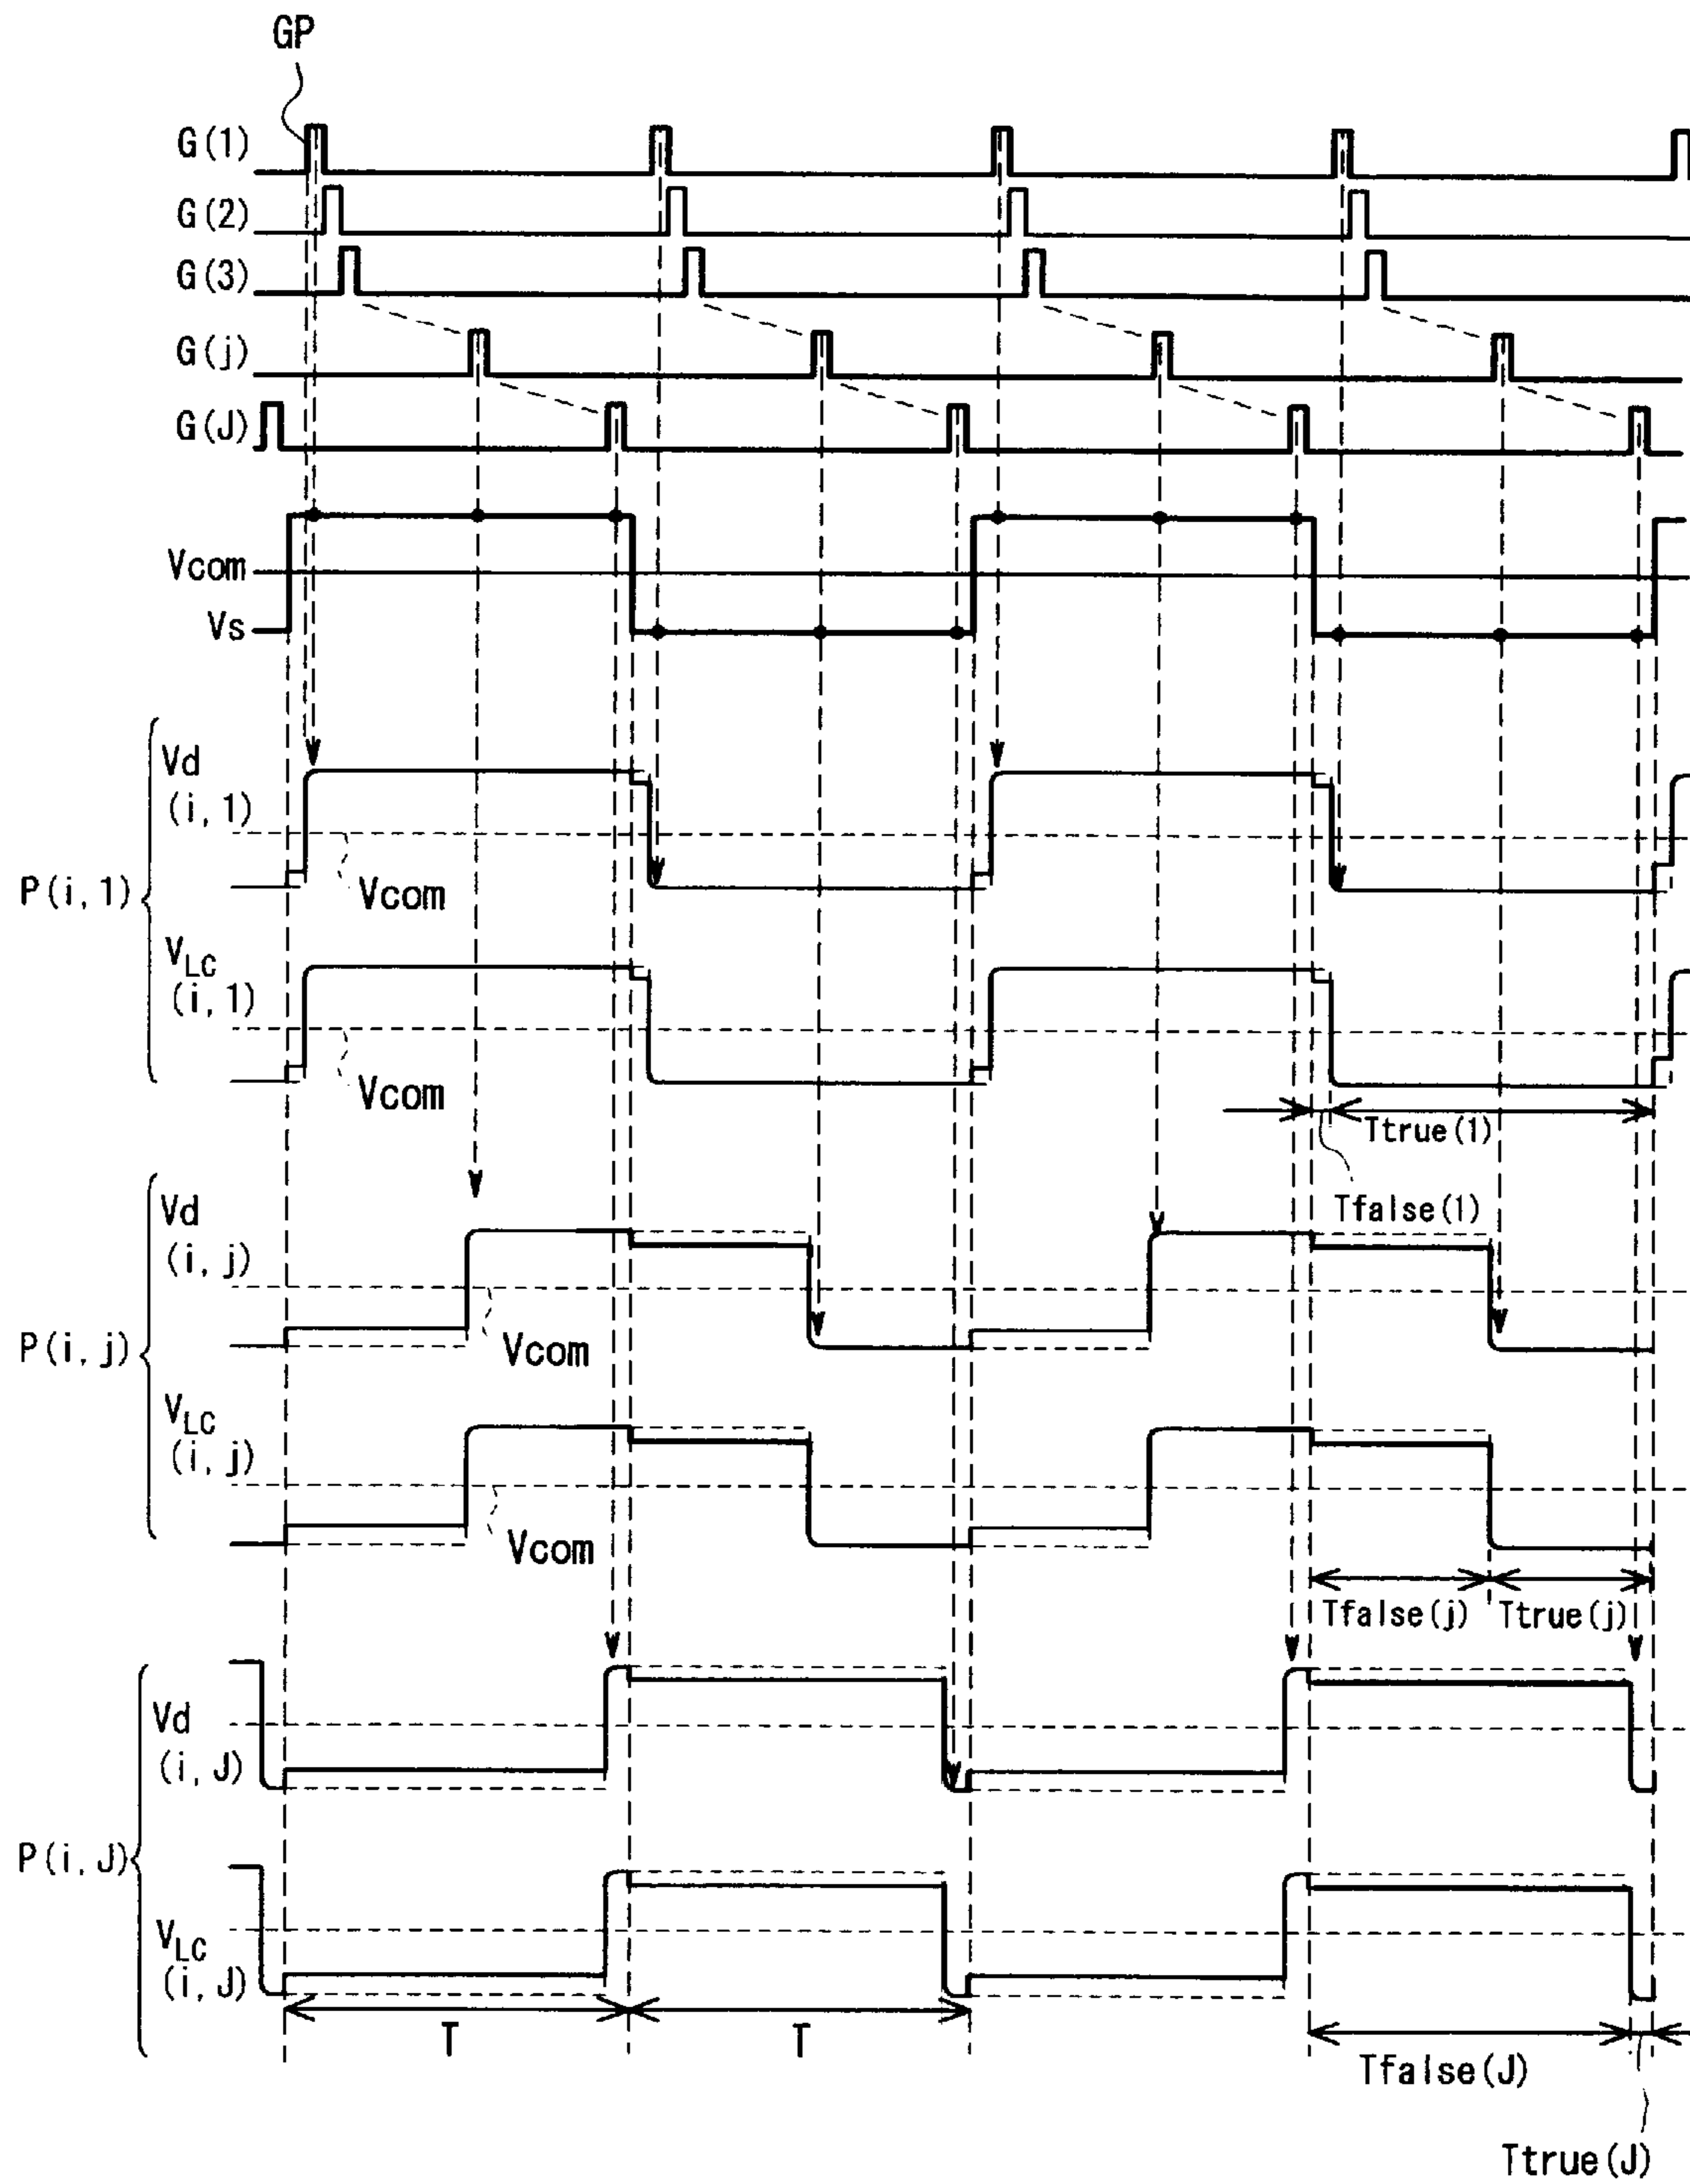 GP
G(1)
G(2)
G(3)
G(j)
G(J)
Vcom
Vs
P(i, 1)
Vd
(i, 1)
Vcom
VLC
(i, 1)
Vcom
Ttrue(1)
Tfalse(1)
P(i, j)
Vd
(i, j)
Vcom
VLC
(i, j)
Vcom
Tfalse(j)
Ttrue(j)
P(i, J)
Vd
(i, J)
VLC
(i, J)
T
T
Tfalse(J)
Ttrue(J)